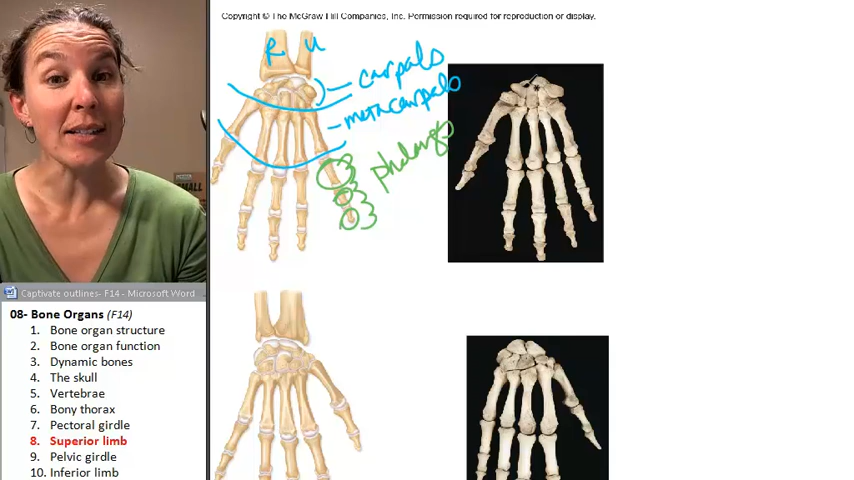 Copyright © The McGraw Hill Companies, Inc. Permission required for reproduction or display.
R U
carpals
metacarpals
SMALL
Captivate outlines- F14 - Microsoft Word
08- Bone Organs (F14)
1. Bone organ structure
2. Bone organ function
3. Dynamic bones
4. The skull
5. Vertebrae
6. Bony thorax
7. Pectoral girdle
8. Superior limb
9. Pelvic girdle
10. Inferior limb